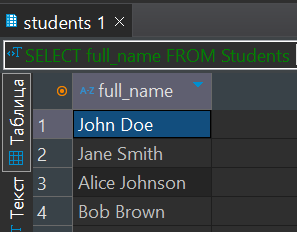 students 1
SELECT full_name FROM Students
Таблица
Текст
A-Z full_name
1 John Doe
2 Jane Smith
3 Alice Johnson
4 Bob Brown